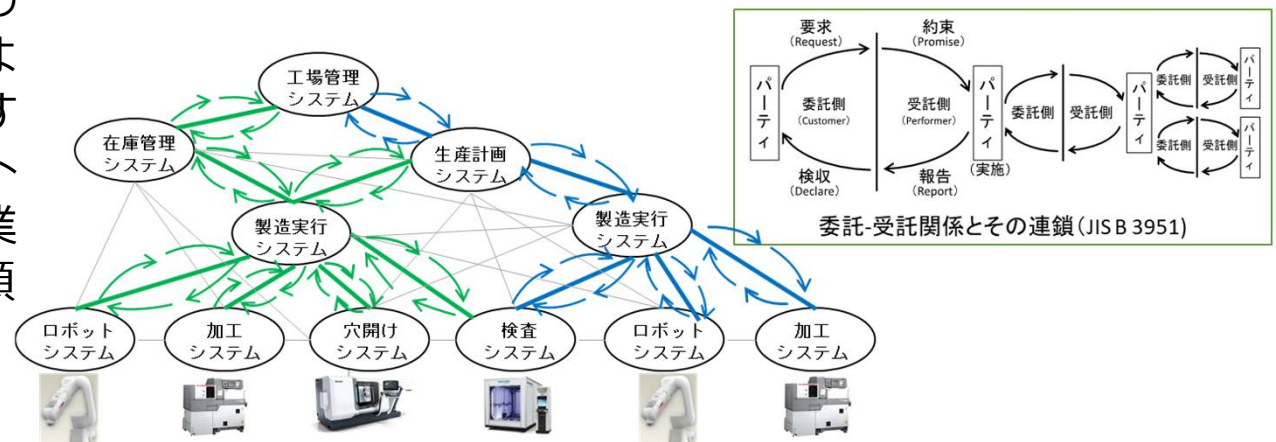 よ
す
へ
業
頃
工場管理
システム
在庫管理
システム
生産計画
システム
製造実行
システム
製造実行
システム
ロボット
システム
加工
システム
穴開け
システム
検査
システム
ロボット
システム
加工
システム
要求
(Request)
約束
(Promise)
パーティ
委託側
(Customer)
受託側
(Performer)
パーティ
(実施)
検収
(Declare)
報告
(Report)
委託側
受託側
パーティ
委託側
受託側
パーティ
委託側
受託側
パーティ
委託-受託関係とその連鎖(JIS B 3951)